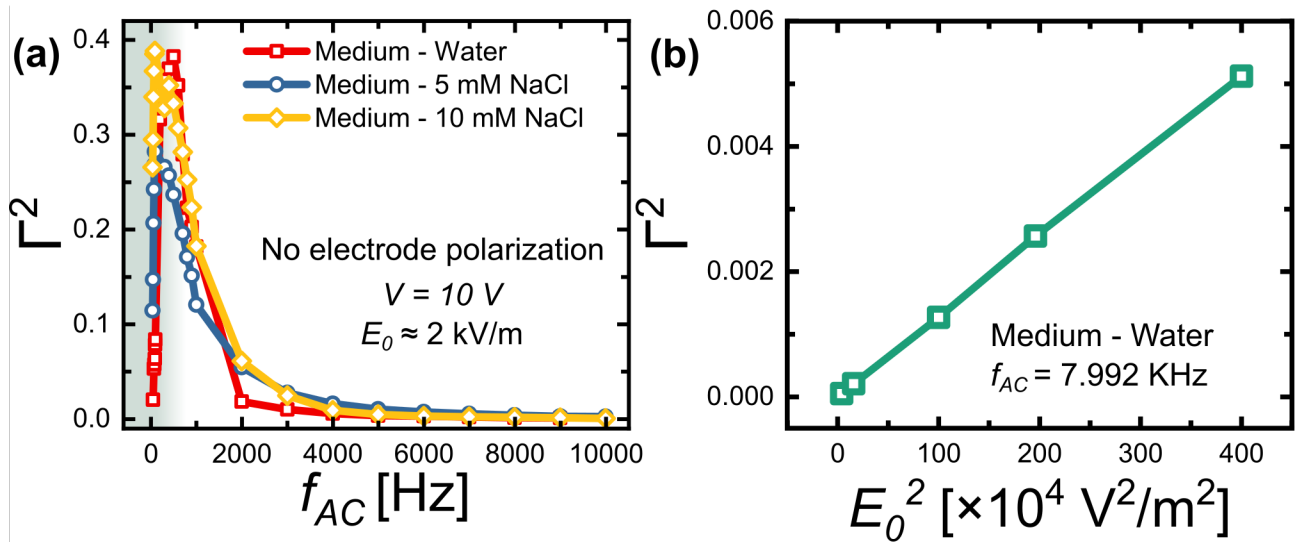 (a)
Γ²
0.4
0.3
0.2
0.1
0.0
Medium - Water
Medium - 5 mM NaCl
Medium - 10 mM NaCl
No electrode polarization
V = 10 V
E₀ ≈ 2 kV/m
0 2000 4000 6000 8000 10000
f_AC [Hz]
(b)
Γ²
0.006
0.004
0.002
0.000
Medium - Water
f_AC = 7.992 KHz
0 100 200 300 400
E₀² [×10⁴ V²/m²]